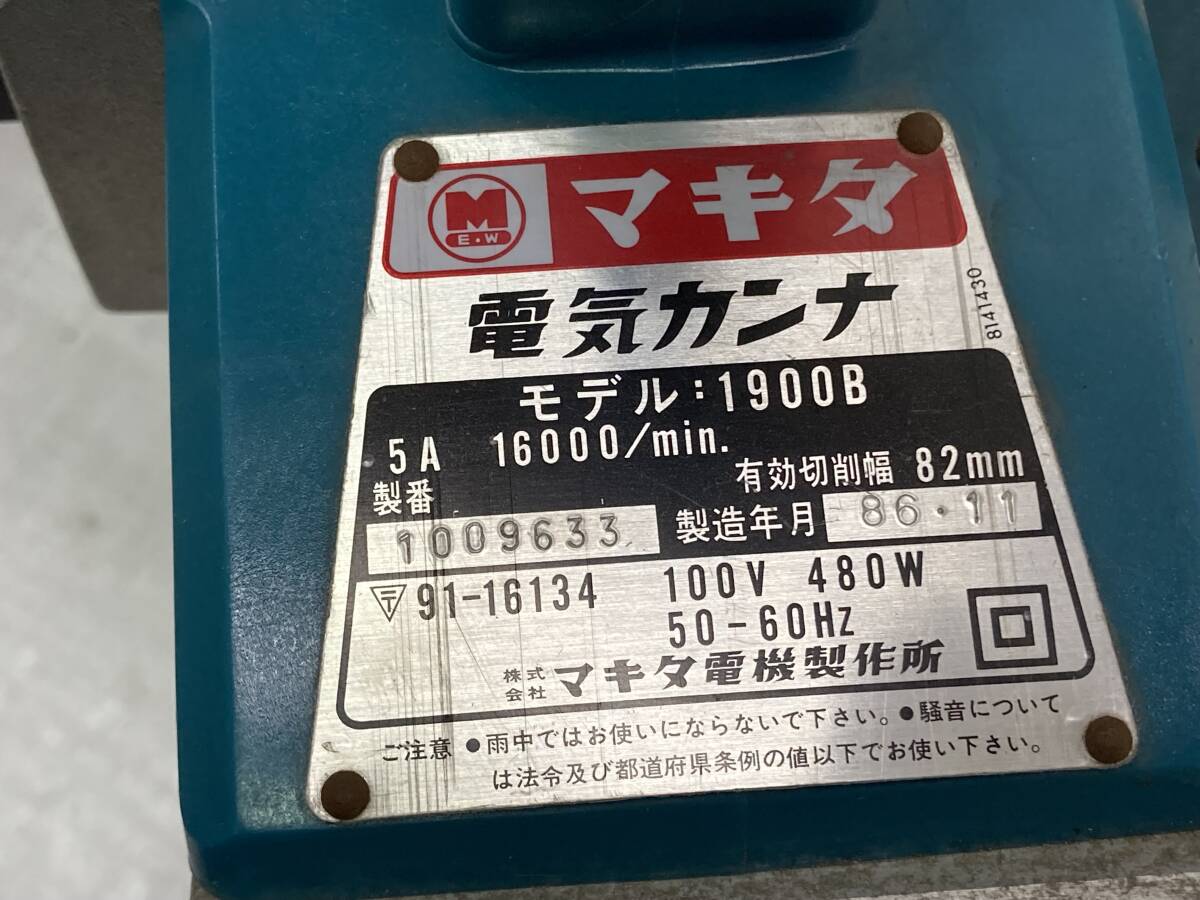 M
E.W
マキタ
電気カンナ
8141430
モデル:1900B
5A 16000/min.
有効切削幅 82mm
製番
1009633
製造年月 86・11
〒91-16134 100V 480W
50-60Hz
株式会社 マキタ電機製作所
ご注意 ●雨中ではお使いにならないで下さい。●騒音について
は法令及び都道府県条例の値以下でお使い下さい。